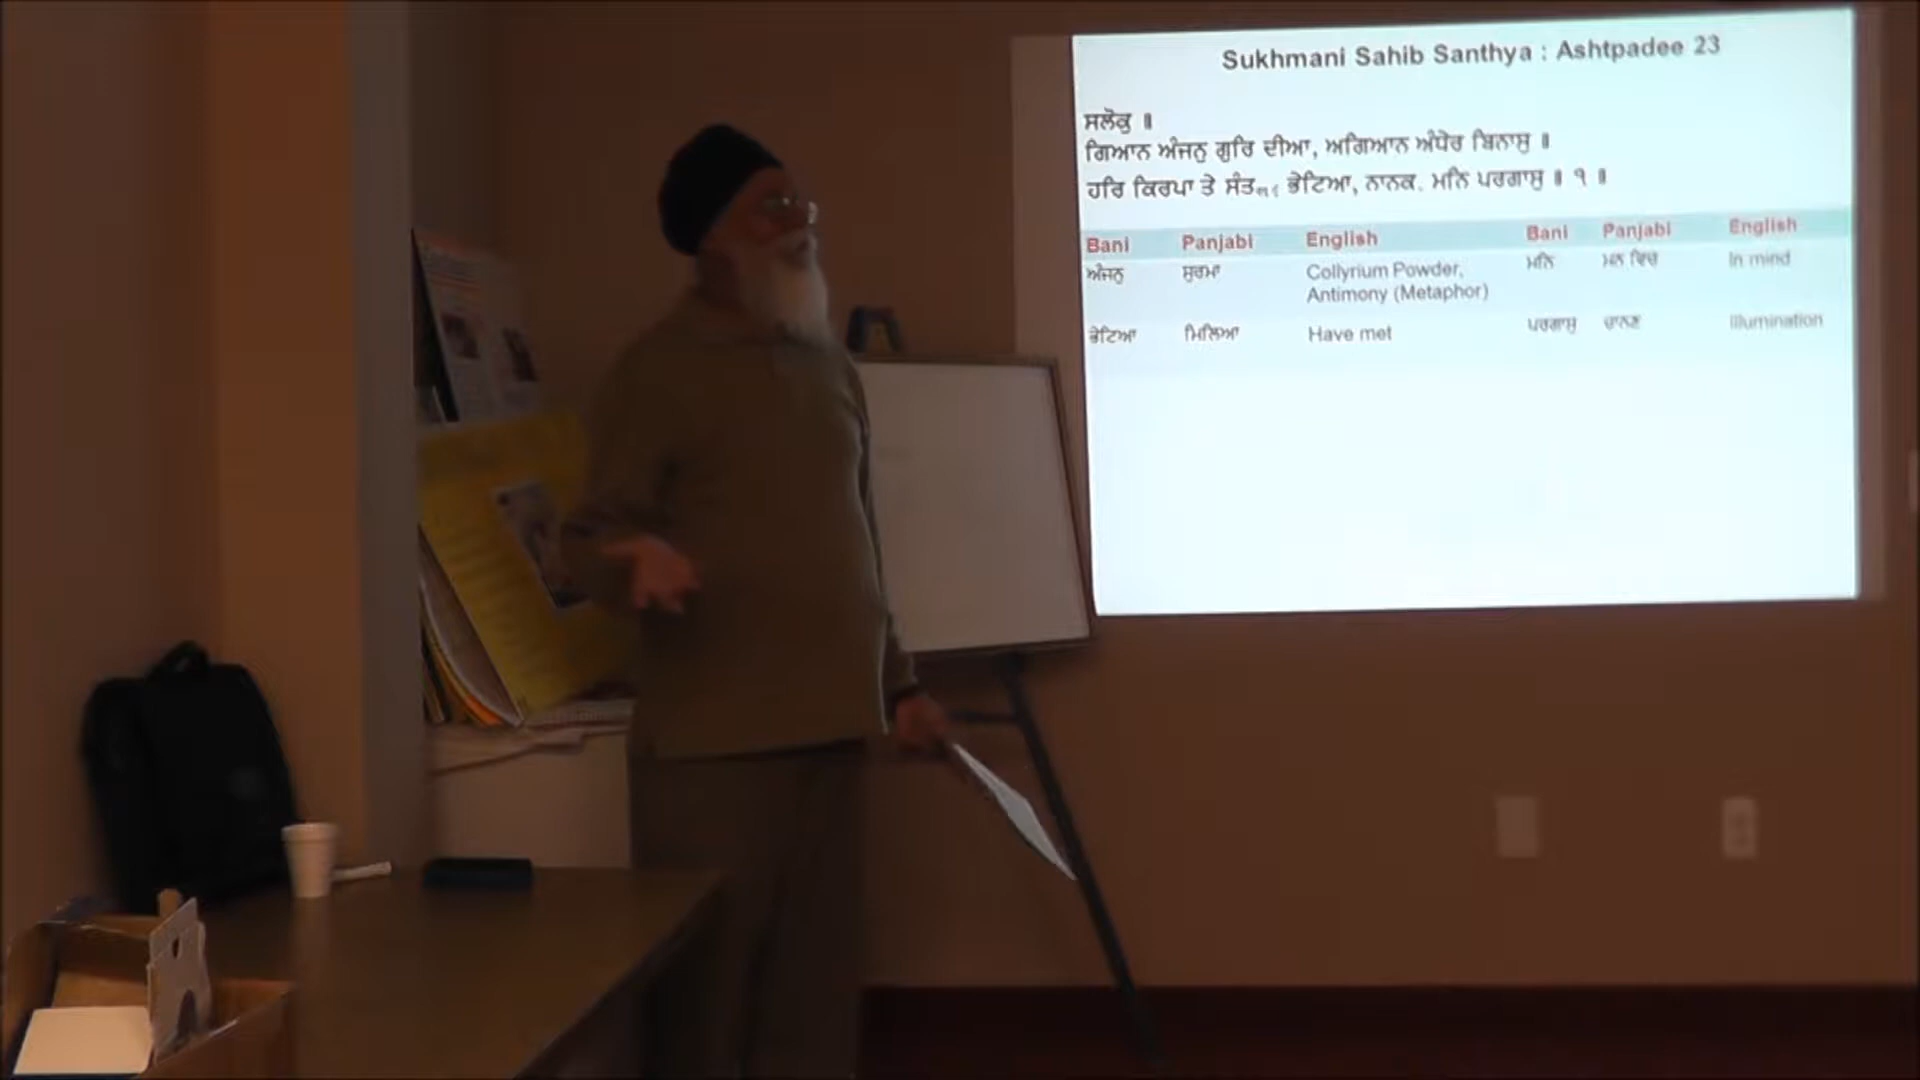 Sukhmani Sahib Santhya : Ashtpadee 23
ਸਲੋਕੁ ॥
ਗਿਆਨ ਅੰਜਨੁ ਗੁਰਿ ਦੀਆ, ਅਗਿਆਨ ਅੰਧੇਰ ਬਿਨਾਸੁ ॥
ਹਰਿ ਕਿਰਪਾ ਤੇ ਸੰਤ ਭੇਟਿਆ, ਨਾਨਕ. ਮਨਿ ਪਰਗਾਸੁ ॥ ੧ ॥
Bani Panjabi English Bani Panjabi English
ਅੰਜਨੁ ਸੁਰਮਾ Collyrium Powder, ਮਨਿ ਮਨ ਵਿਚ In mind
Antimony (Metaphor)
ਭੇਟਿਆ ਮਿਲਿਆ Have met ਪਰਗਾਸੁ ਚਾਨਣ Illumination